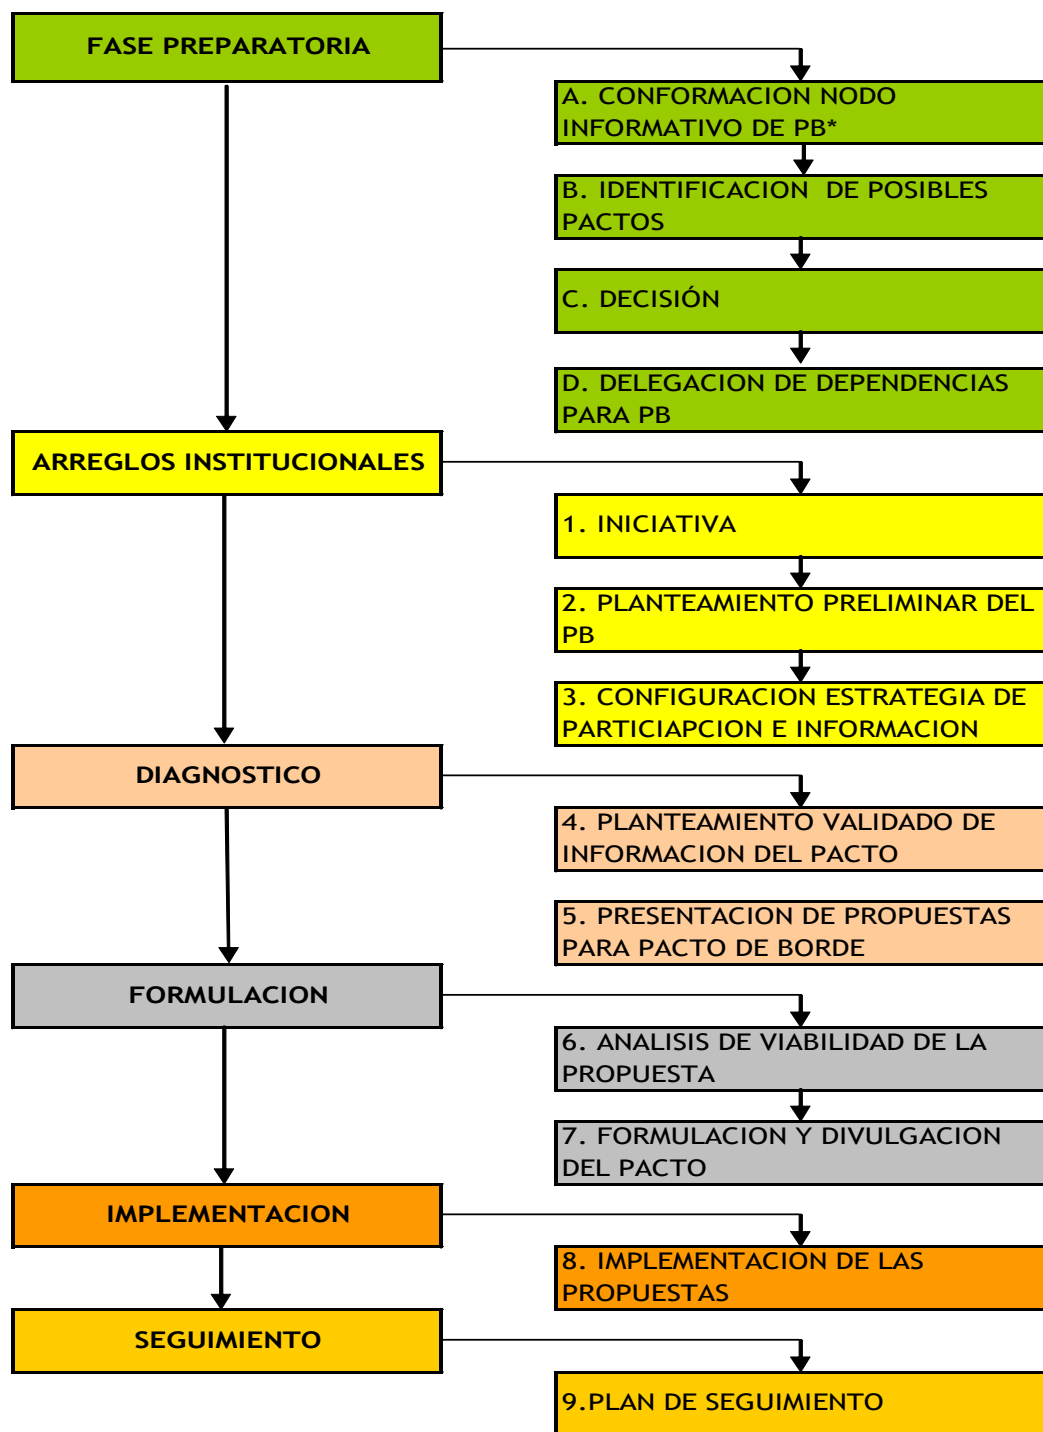 FASE PREPARATORIA
A. CONFORMACION NODO
INFORMATIVO DE PB*
B. IDENTIFICACION DE POSIBLES
PACTOS
C. DECISIÓN
D. DELEGACION DE DEPENDENCIAS
PARA PB
ARREGLOS INSTITUCIONALES
1. INICIATIVA
2. PLANTEAMIENTO PRELIMINAR DEL
PB
3. CONFIGURACION ESTRATEGIA DE
PARTICIAPCION E INFORMACION
DIAGNOSTICO
4. PLANTEAMIENTO VALIDADO DE
INFORMACION DEL PACTO
5. PRESENTACION DE PROPUESTAS
PARA PACTO DE BORDE
FORMULACION
6. ANALISIS DE VIABILIDAD DE LA
PROPUESTA
7. FORMULACION Y DIVULGACION
DEL PACTO
IMPLEMENTACION
8. IMPLEMENTACION DE LAS
PROPUESTAS
SEGUIMIENTO
9.PLAN DE SEGUIMIENTO